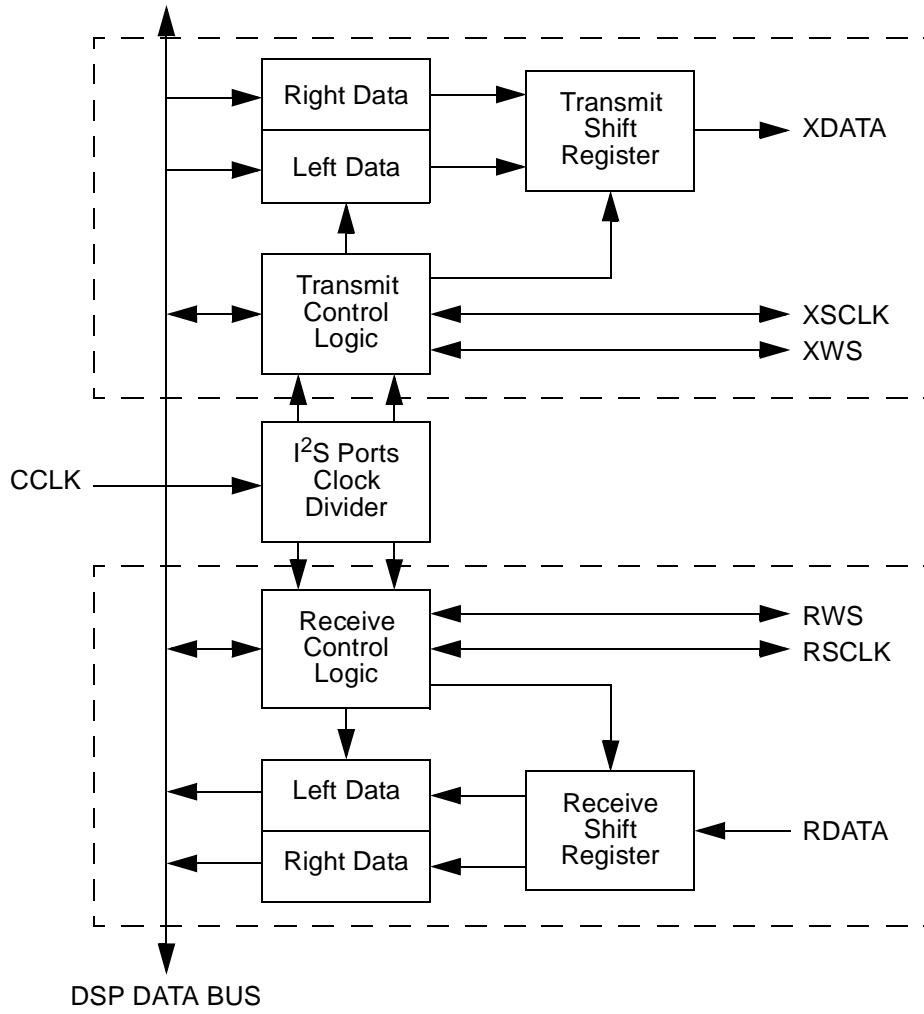 Right Data
Left Data
Transmit
Shift
Register
XDATA
Transmit
Control
Logic
XSCLK
XWS
CCLK
I²S Ports
Clock
Divider
Receive
Control
Logic
RWS
RSCLK
Left Data
Right Data
Receive
Shift
Register
RDATA
DSP DATA BUS